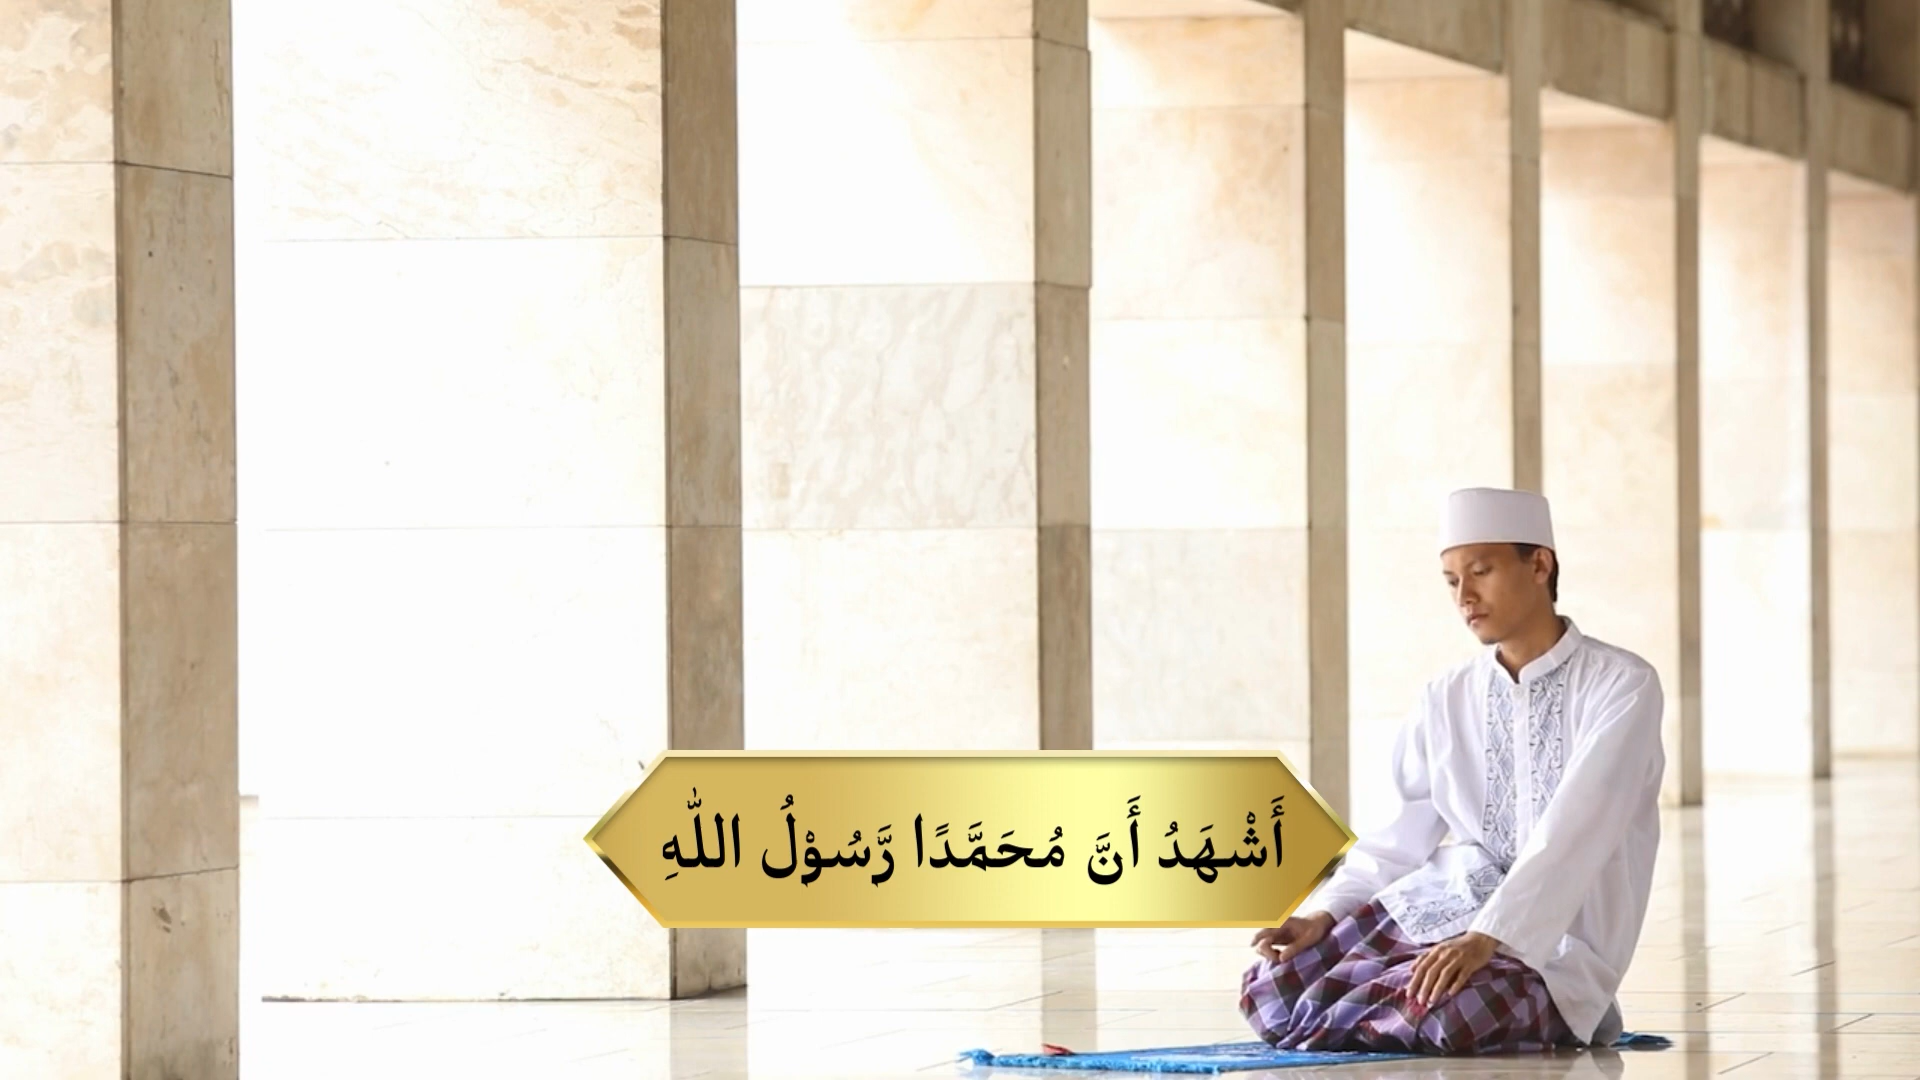 أَشْهَدُ أَنَّ مُحَمَّدًا رَّسُوْلُ اللّٰهِ